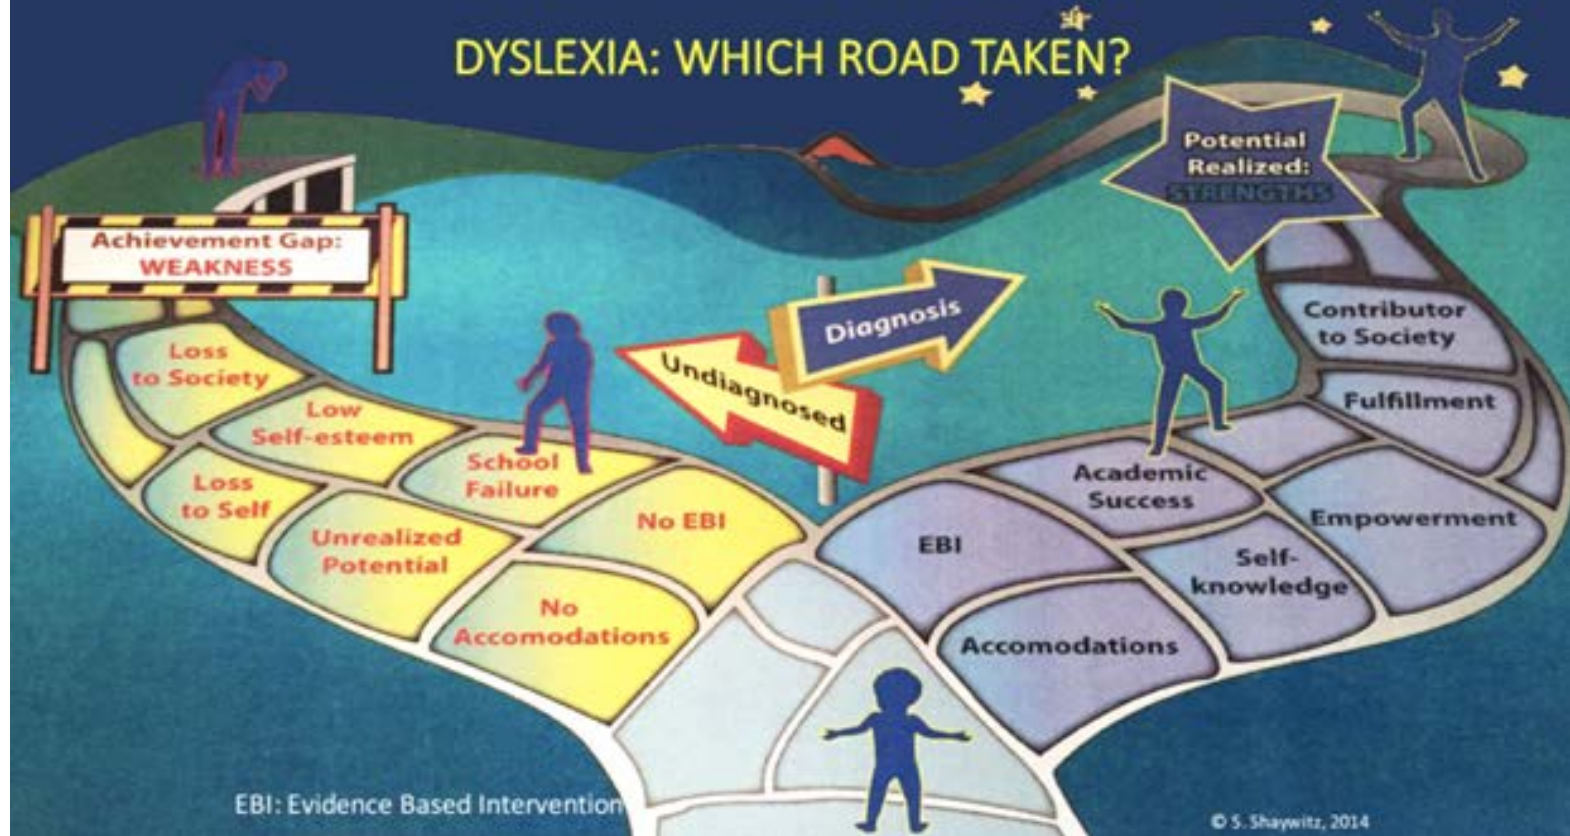 DYSLEXIA: WHICH ROAD TAKEN?
Potential
Realized:
STRENGTHS
Achievement Gap:
WEAKNESS
Diagnosis
Undiagnosed
Loss
to Society
Low
Self-esteem
School
Failure
Loss
to Self
Unrealized
Potential
No EBI
No
Accomodations
Contributor
to Society
Fulfillment
Academic
Success
Empowerment
EBI
Self-
knowledge
Accomodations
EBI: Evidence Based Intervention
© S. Shaywitz, 2014